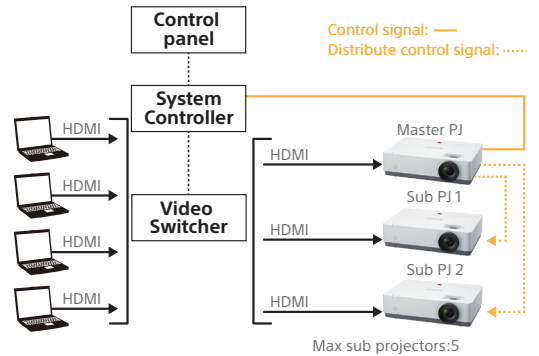 Control
panel
Control signal:
Distribute control signal:
System
Controller
HDMI
Master PJ
HDMI
HDMI
Sub PJ 1
Video
Switcher
HDMI
HDMI
Sub PJ 2
HDMI
HDMI
Max sub projectors:5